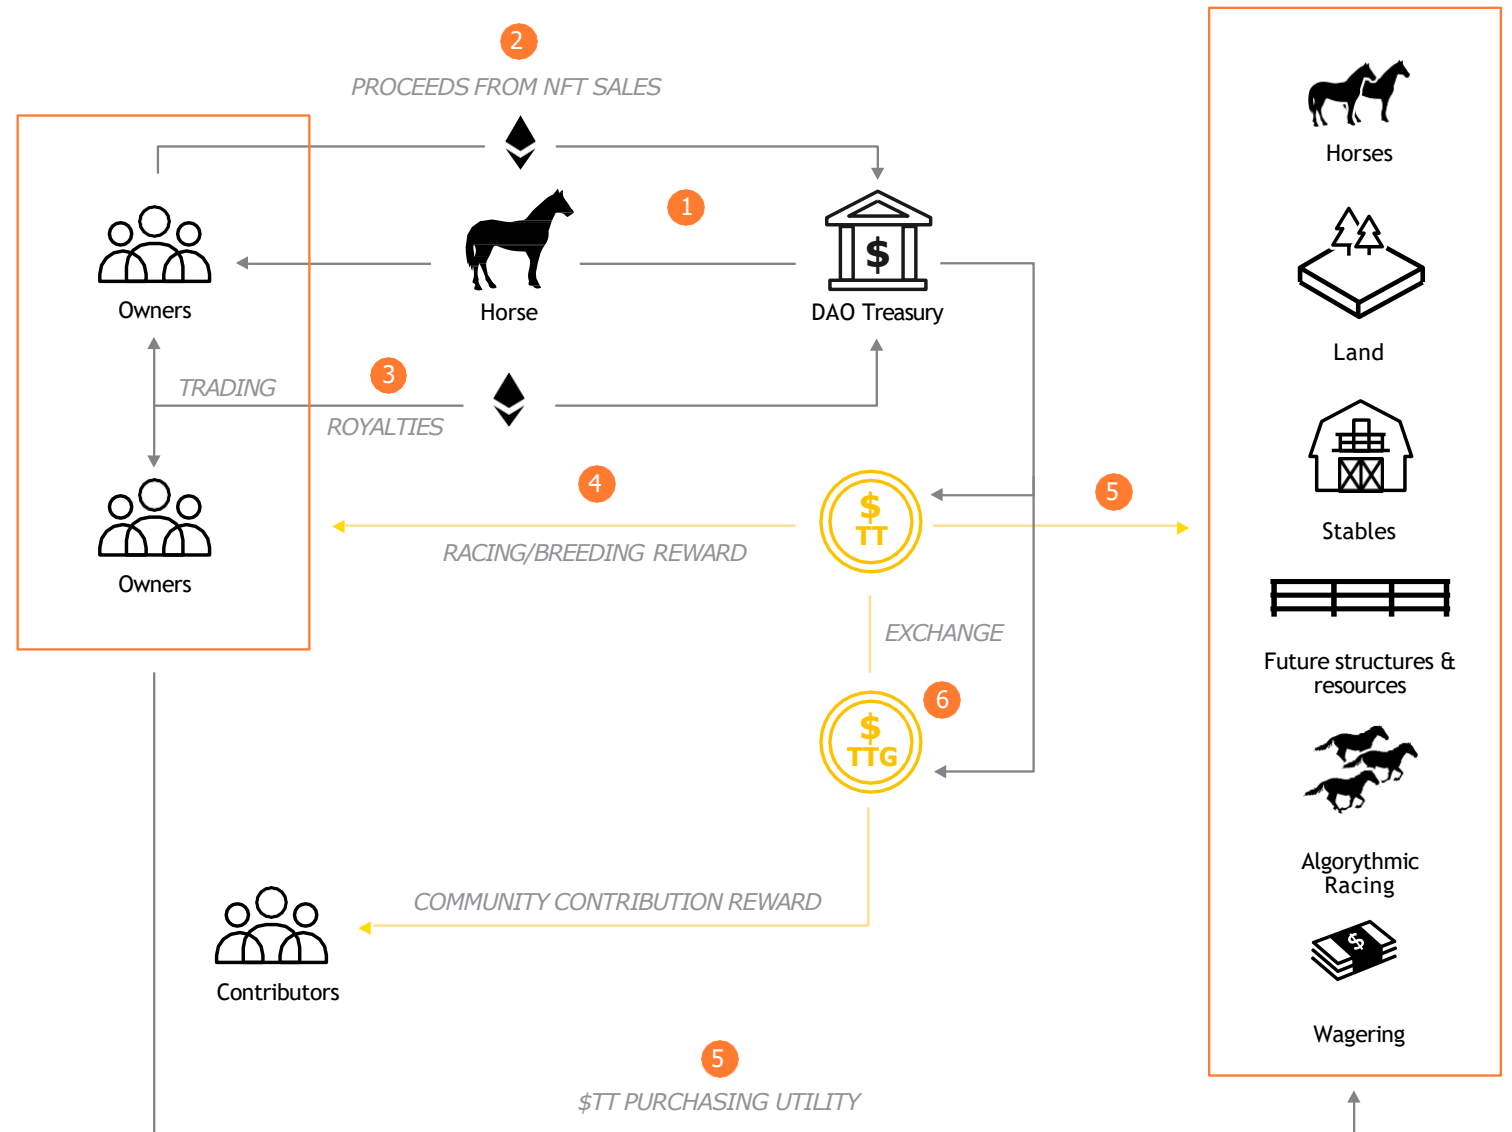 2
PROCEEDS FROM NFT SALES
Horses
1
$
Owners
Horse
DAO Treasury
Land
3
TRADING
ROYALTIES
4
$
TT
5
Stables
RACING/BREEDING REWARD
Owners
EXCHANGE
Future structures &
resources
6
$
TTG
Algorythmic
Racing
COMMUNITY CONTRIBUTION REWARD
$
Contributors
Wagering
5
$TT PURCHASING UTILITY